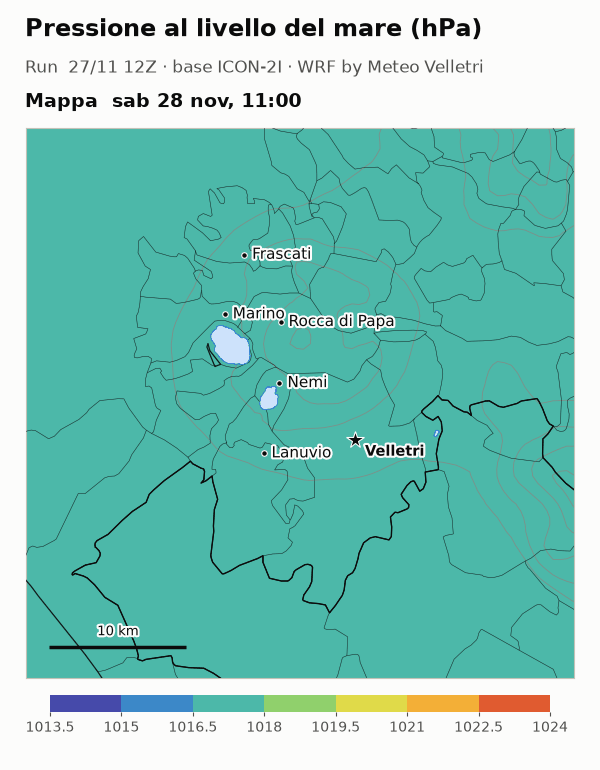 Pressione al livello del mare (hPa)
Run 27/11 12Z · base ICON-2I · WRF by Meteo Velletri
Mappa sab 28 nov, 11:00
Frascati
Marino
Rocca di Papa
Nemi
Velletri
Lanuvio
10 km
1013.5 1015 1016.5 1018 1019.5 1021 1022.5 1024